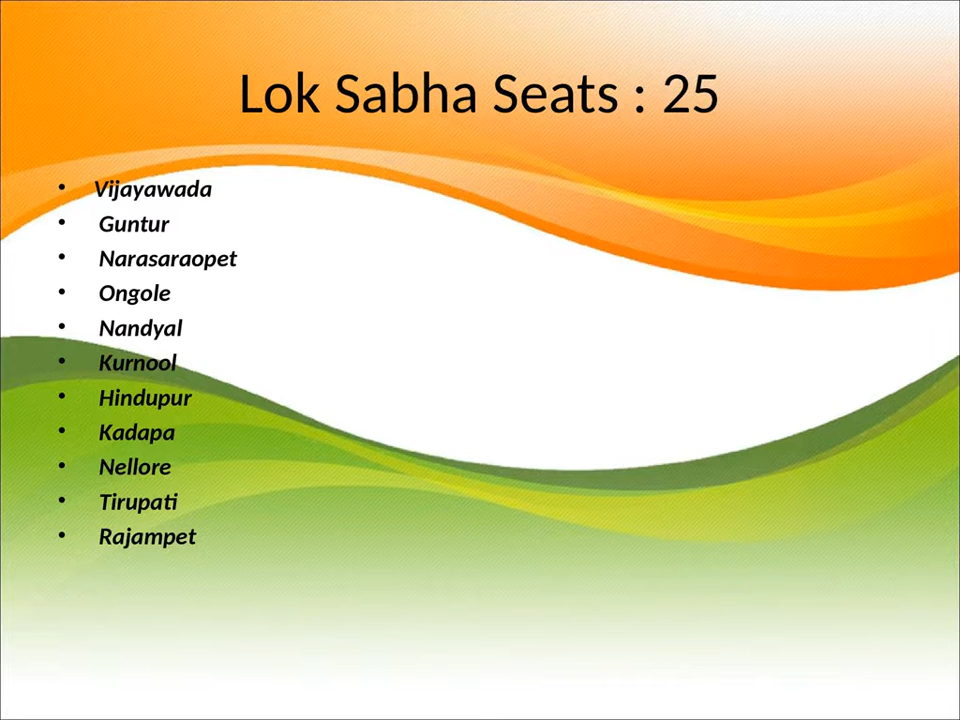 Lok Sabha Seats : 25
• Vijayawada
• Guntur
• Narasaraopet
• Ongole
• Nandyal
• Kurnool
• Hindupur
• Kadapa
• Nellore
• Tirupati
• Rajampet